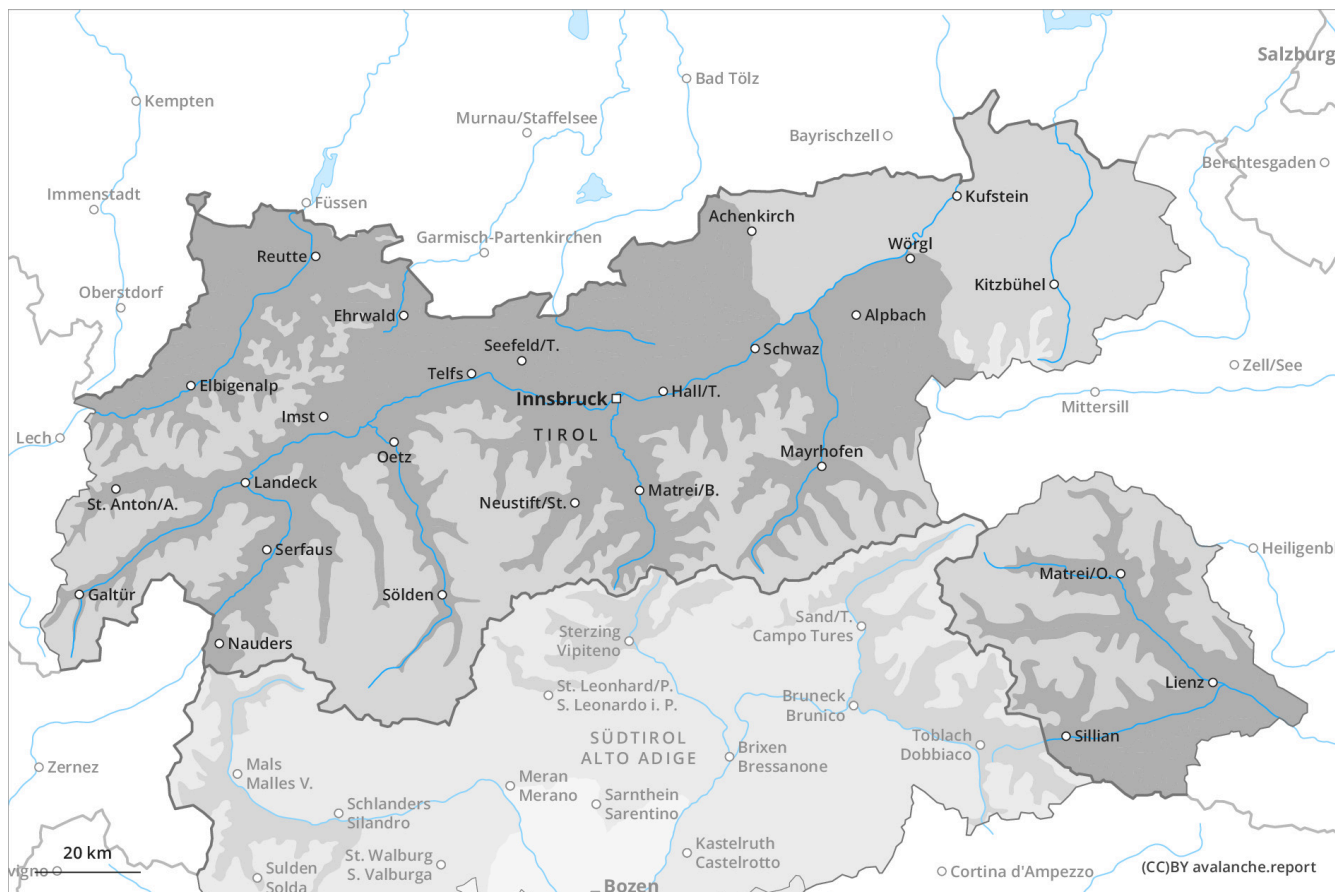 Salzburg
Bad Tölz
Kempten
Murnau/Staffelsee
Bayrischzell
Berchtesgaden
Immenstadt
Füssen
Kufstein
Achenkirch
Garmisch-Partenkirchen
Wörgl
Reutte
Kitzbühel
Oberstdorf
Ehrwald
Alpbach
Seefeld/T.
Schwaz
Zell/See
Telfs
Elbigenalp
Innsbruck
Hall/T.
Mittersill
Imst
TIROL
Lech
Oetz
Mayrhofen
Landeck
St. Anton/A.
Neustift/St.
Matrei/B.
Serfaus
Heiligenb
Matrei/O.
Galtür
Sölden
Sand/T.
Campo Tures
Sterzing
Vipiteno
Nauders
Lienz
St. Leonhard/P.
S. Leonardo i. P.
Bruneck
Brunico
SÜDTIROL
ALTO ADIGE
Toblach
Dobbiaco
Sillian
Brixen
Bressanone
Zernez
Mals
Malles V.
Meran
Merano
Schlanders
Silandro
Sarnthein
Sarentino
Kastelruth
Castelrotto
20 km
vigno
St. Walburg
S. Valburga
Sulden
Solda
Cortina d'Ampezzo
(CC)BY avalanche.report
Bozen